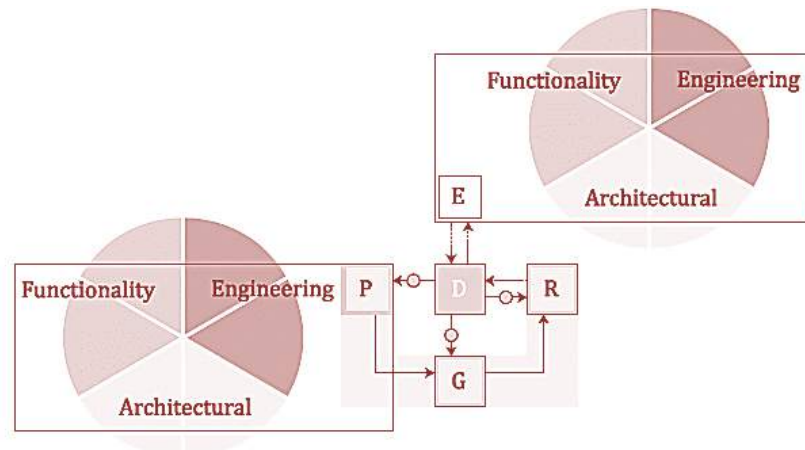 Functionality Engineering
Architectural
E
Functionality Engineering
P D R
Architectural
G